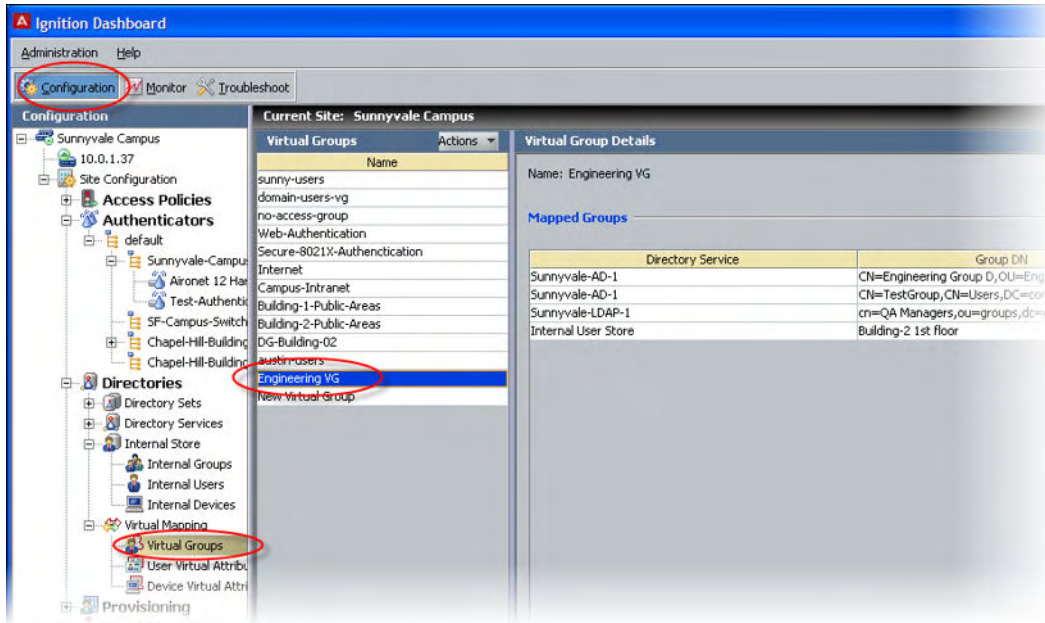 Ignition Dashboard
Administration Help
Configuration Monitor Troubleshoot
Configuration
Sunnyvale Campus
10.0.1.37
Site Configuration
Access Policies
Authenticators
default
Sunnyvale-Campu
Aironet 12 Har
Test-Authentic
SF-Campus-Switch
Chapel-Hill-Building
Chapel-Hill-Building
Directories
Directory Sets
Directory Services
Internal Store
Internal Groups
Internal Users
Internal Devices
Virtual Mapping
Virtual Groups
User Virtual Attribu
Device Virtual Attri
Provisioning
Current Site: Sunnyvale Campus
Virtual Groups Actions
Name
sunny-users
domain-users-vg
no-access-group
Web-Authentication
Secure-8021X-Authenctication
Internet
Campus-Intranet
Building-1-Public-Areas
Building-2-Public-Areas
DG-Building-02
austin-users
Engineering VG
New Virtual Group
Virtual Group Details
Name: Engineering VG
Mapped Groups
Directory Service Group DN
Sunnyvale-AD-1 CN=Engineering Group D,OU=Eng
Sunnyvale-AD-1 CN=TestGroup,CN=Users,DC=cor
Sunnyvale-LDAP-1 cn=QA Managers,ou=groups,dc=
Internal User Store Building-2 1st floor